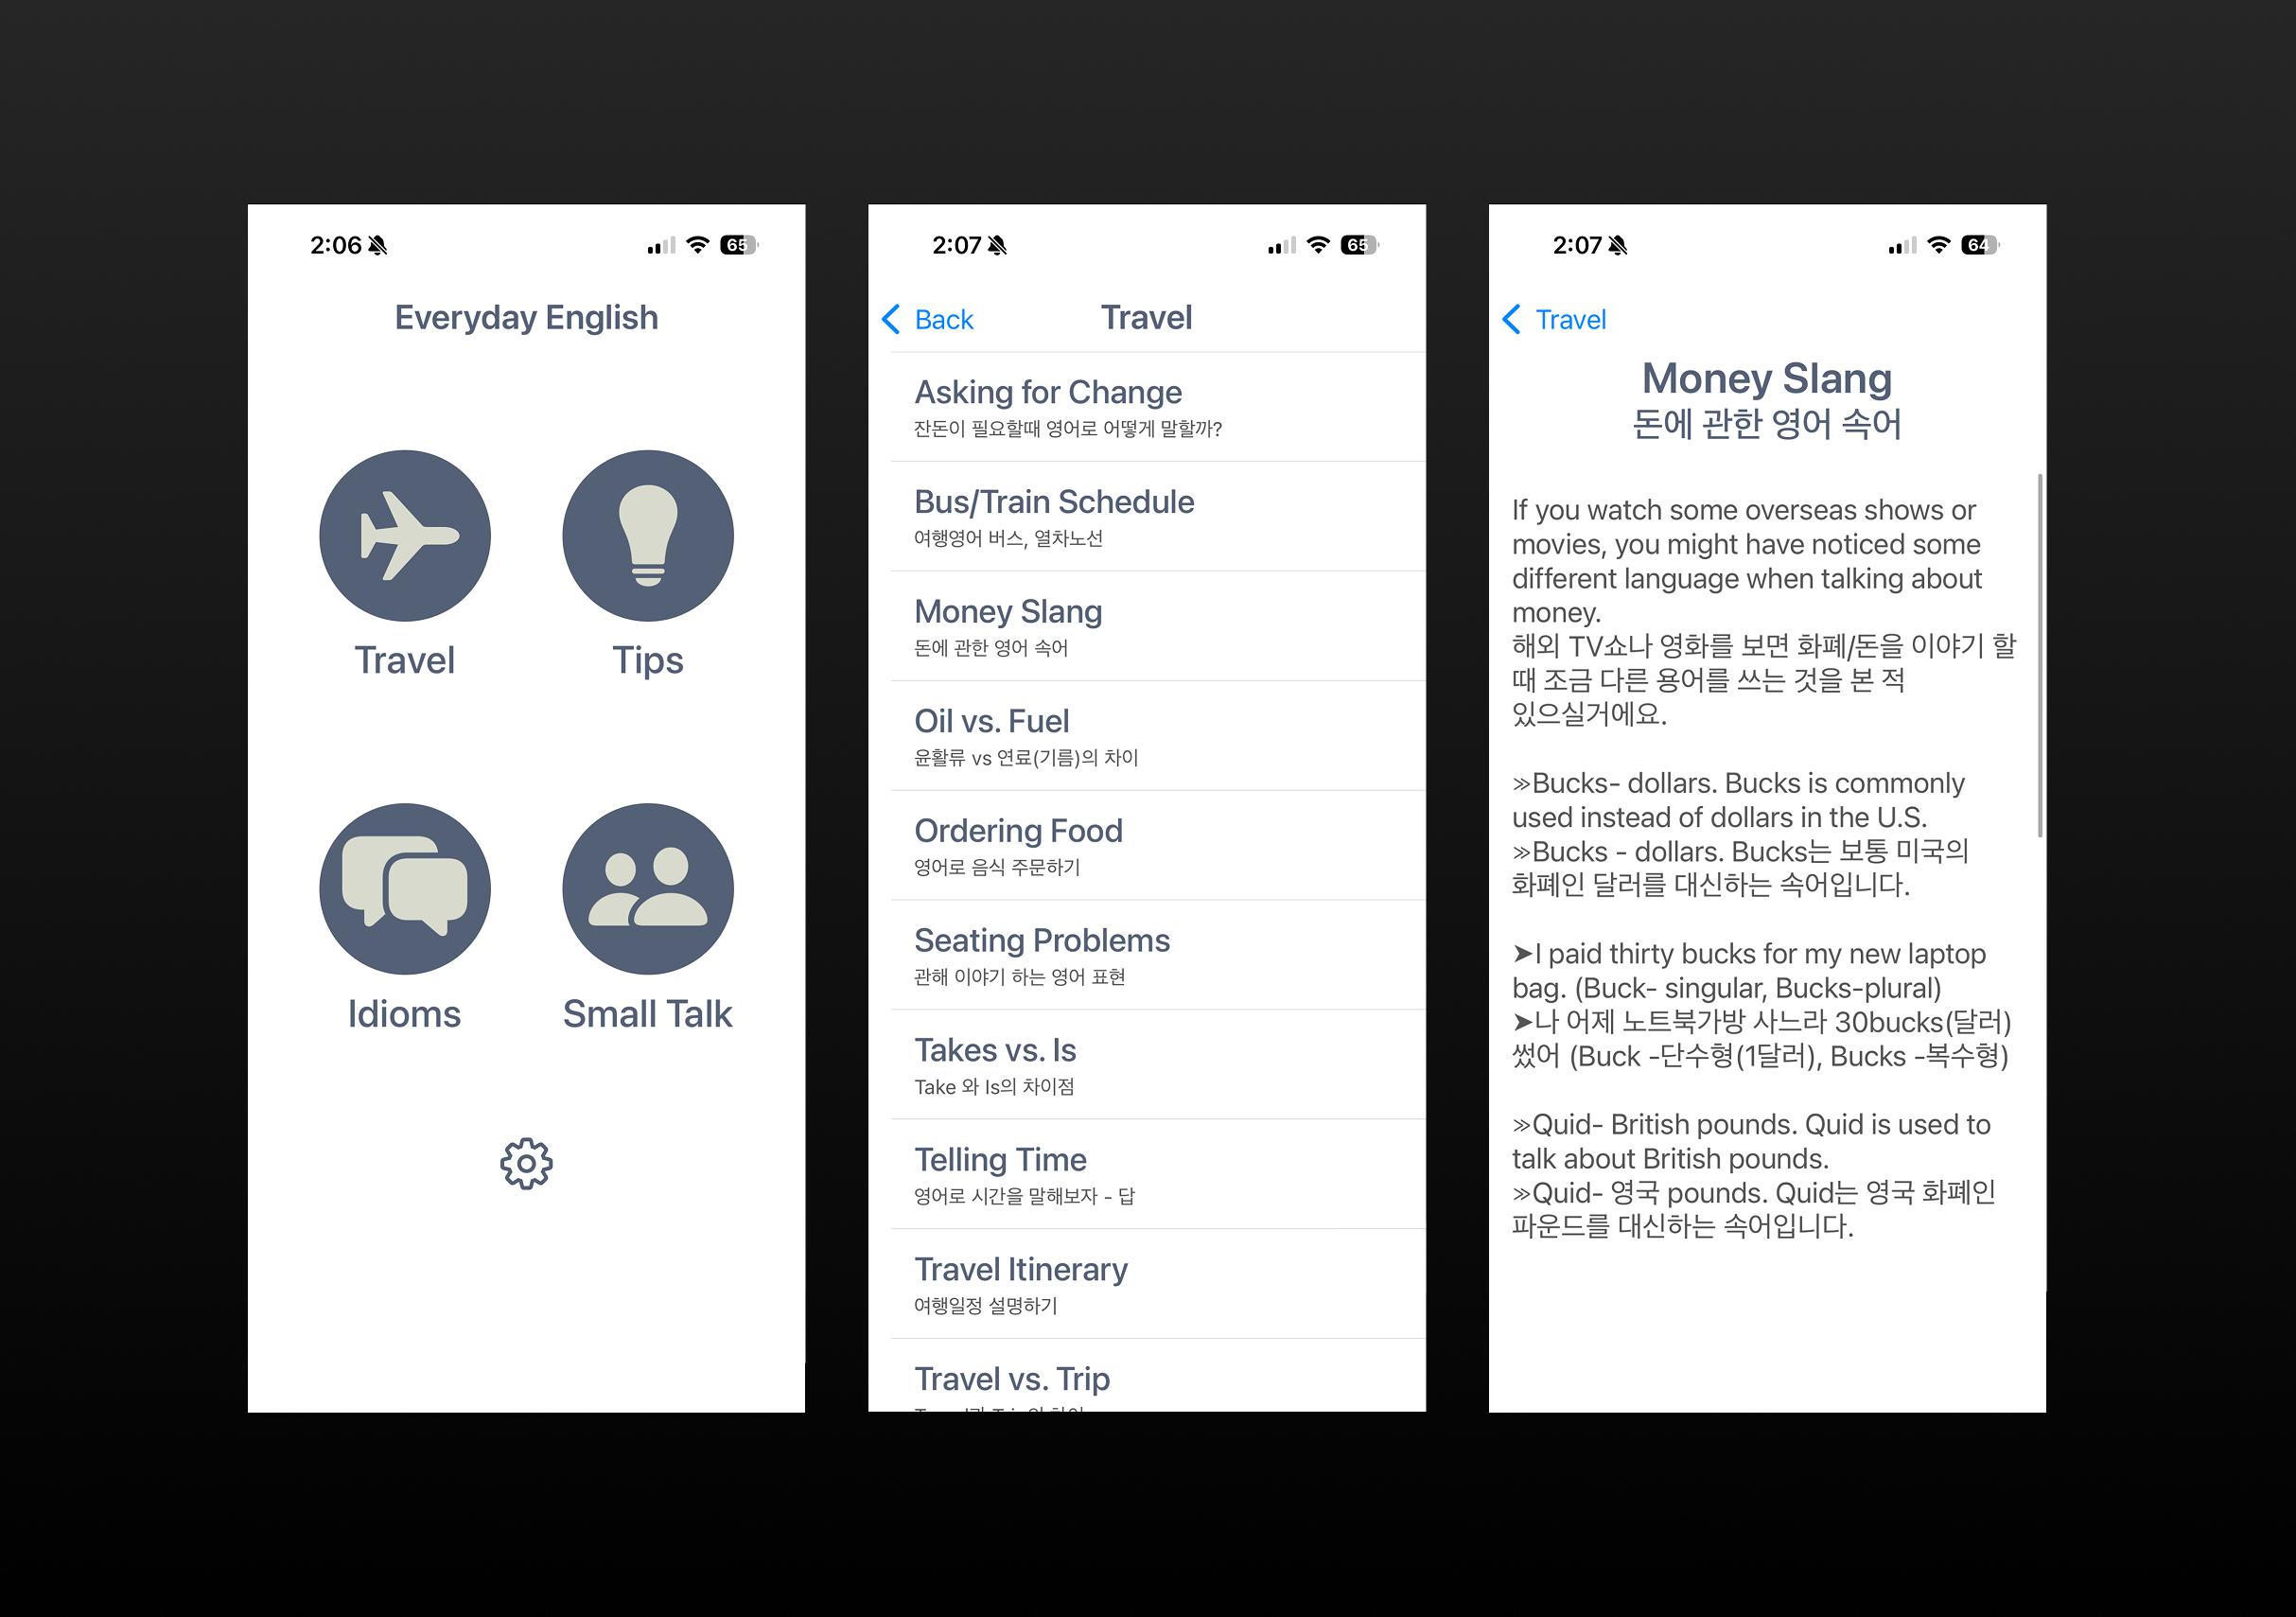 2:06
65
Everyday English
Travel
Tips
Idioms
Small Talk
2:07
65
Back
Travel
Asking for Change
잔돈이 필요할때 영어로 어떻게 말할까?
Bus/Train Schedule
여행영어 버스, 열차노선
Money Slang
돈에 관한 영어 속어
Oil vs. Fuel
윤활류 vs 연료(기름)의 차이
Ordering Food
영어로 음식 주문하기
Seating Problems
관해 이야기 하는 영어 표현
Takes vs. Is
Take 와 Is의 차이점
Telling Time
영어로 시간을 말해보자 - 답
Travel Itinerary
여행일정 설명하기
Travel vs. Trip
2:07
64
Travel
Money Slang
돈에 관한 영어 속어
If you watch some overseas shows or
movies, you might have noticed some
different language when talking about
money.
해외 TV쇼나 영화를 보면 화폐/돈을 이야기 할
때 조금 다른 용어를 쓰는 것을 본 적
있으실거에요.
≫Bucks- dollars. Bucks is commonly
used instead of dollars in the U.S.
≫Bucks - dollars. Bucks는 보통 미국의
화폐인 달러를 대신하는 속어입니다.
➤I paid thirty bucks for my new laptop
bag. (Buck- singular, Bucks-plural)
➤나 어제 노트북가방 사느라 30bucks(달러)
썼어 (Buck -단수형(1달러), Bucks -복수형)
≫Quid- British pounds. Quid is used to
talk about British pounds.
≫Quid- 영국 pounds. Quid는 영국 화폐인
파운드를 대신하는 속어입니다.